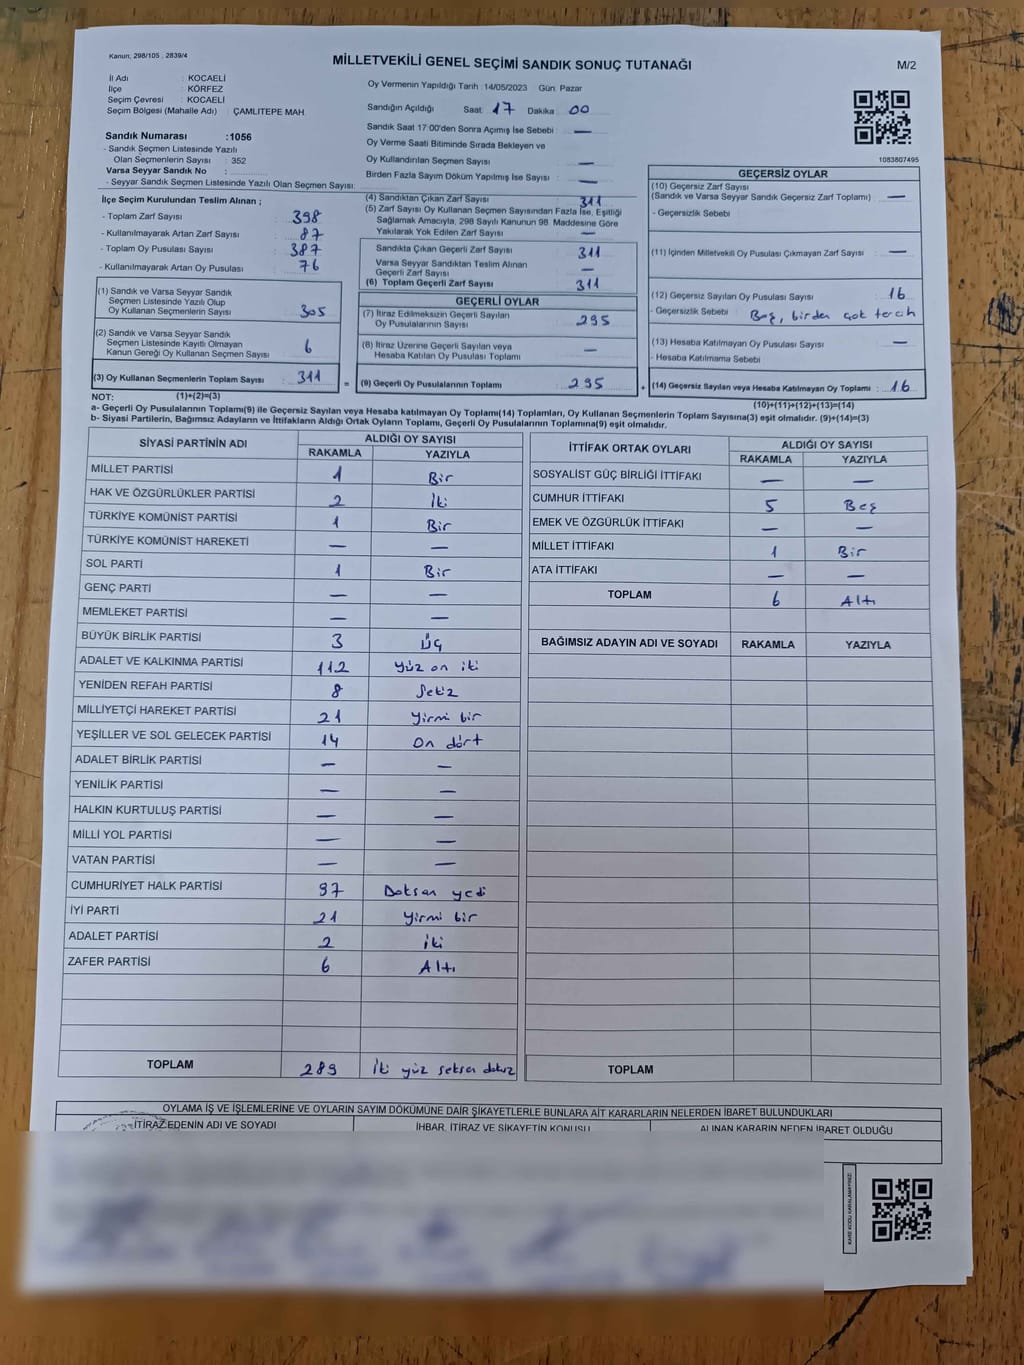 Kanun; 298/105 , 2839/4
MİLLETVEKİLİ GENEL SEÇİMİ SANDIK SONUÇ TUTANAĞI
M/2
İl Adı : KOCAELİ
İlçe : KÖRFEZ
Seçim Çevresi : KOCAELİ
Seçim Bölgesi (Mahalle Adı) : ÇAMLITEPE MAH
Sandık Numarası :1056
- Sandık Seçmen Listesinde Yazılı
Olan Seçmenlerin Sayısı : 352
Varsa Seyyar Sandık No :
- Seyyar Sandık Seçmen Listesinde Yazılı Olan Seçmen Sayısı:
Oy Vermenin Yapıldığı Tarih : 14/05/2023 Gün: Pazar
Sandığın Açıldığı Saat: 17 Dakika: 00
Sandık Saat 17:00'den Sonra Açımış İse Sebebi : —
Oy Verme Saati Bitiminde Sırada Bekleyen ve
Oy Kullandırılan Seçmen Sayısı : —
Birden Fazla Sayım Döküm Yapılmış İse Sayısı : —
1083807495
İlçe Seçim Kurulundan Teslim Alınan ;
- Toplam Zarf Sayısı : 398
- Kullanılmayarak Artan Zarf Sayısı : 87
- Toplam Oy Pusulası Sayısı : 387
- Kullanılmayarak Artan Oy Pusulası : 76
(1) Sandık ve Varsa Seyyar Sandık
Seçmen Listesinde Yazılı Olup
Oy Kullanan Seçmenlerin Sayısı : 305
(2) Sandık ve Varsa Seyyar Sandık
Seçmen Listesinde Kayıtlı Olmayan
Kanun Gereği Oy Kullanan Seçmen Sayısı : 6
(3) Oy Kullanan Seçmenlerin Toplam Sayısı : 311
(1)+(2)=(3)
(4) Sandıktan Çıkan Zarf Sayısı : 311
(5) Zarf Sayısı Oy Kullanan Seçmen Sayısından Fazla İse, Eşitliği
Sağlamak Amacıyla, 298 Sayılı Kanunun 98. Maddesine Göre
Yakılarak Yok Edilen Zarf Sayısı : —
Sandıkta Çıkan Geçerli Zarf Sayısı : 311
Varsa Seyyar Sandıktan Teslim Alınan
Geçerli Zarf Sayısı : —
(6) Toplam Geçerli Zarf Sayısı : 311
GEÇERLİ OYLAR
(7) İtiraz Edilmeksizin Geçerli Sayılan
Oy Pusulalarının Sayısı : 295
(8) İtiraz Üzerine Geçerli Sayılan veya
Hesaba Katılan Oy Pusulası Toplamı : —
= (9) Geçerli Oy Pusulalarının Toplamı : 295
GEÇERSİZ OYLAR
(10) Geçersiz Zarf Sayısı
(Sandık ve Varsa Seyyar Sandık Geçersiz Zarf Toplamı) : —
- Geçersizlik Sebebi
(11) İçinden Milletvekili Oy Pusulası Çıkmayan Zarf Sayısı : —
(12) Geçersiz Sayılan Oy Pusulası Sayısı : 16
- Geçersizlik Sebebi : Boş, birden çok tercih
(13) Hesaba Katılmayan Oy Pusulası Sayısı : —
- Hesaba Katılmama Sebebi
+ (14) Geçersiz Sayılan veya Hesaba Katılmayan Oy Toplamı : 16
(10)+(11)+(12)+(13)=(14)
NOT:
a- Geçerli Oy Pusulalarının Toplamı(9) ile Geçersiz Sayılan veya Hesaba katılmayan Oy Toplamı(14) Toplamları, Oy Kullanan Seçmenlerin Toplam Sayısına(3) eşit olmalıdır. (9)+(14)=(3)
b- Siyasi Partilerin, Bağımsız Adayların ve İttifakların Aldığı Ortak Oyların Toplamı, Geçerli Oy Pusulalarının Toplamına(9) eşit olmalıdır.
SİYASİ PARTİNİN ADI ALDIĞI OY SAYISI
RAKAMLA YAZIYLA
MİLLET PARTİSİ 1 Bir
HAK VE ÖZGÜRLÜKLER PARTİSİ 2 İki
TÜRKİYE KOMÜNİST PARTİSİ 1 Bir
TÜRKİYE KOMÜNİST HAREKETİ — —
SOL PARTİ 1 Bir
GENÇ PARTİ — —
MEMLEKET PARTİSİ — —
BÜYÜK BİRLİK PARTİSİ 3 Üç
ADALET VE KALKINMA PARTİSİ 112 Yüz on iki
YENİDEN REFAH PARTİSİ 8 Sekiz
MİLLİYETÇİ HAREKET PARTİSİ 21 Yirmi bir
YEŞİLLER VE SOL GELECEK PARTİSİ 14 On dört
ADALET BİRLİK PARTİSİ — —
YENİLİK PARTİSİ — —
HALKIN KURTULUŞ PARTİSİ — —
MİLLİ YOL PARTİSİ — —
VATAN PARTİSİ — —
CUMHURİYET HALK PARTİSİ 97 Doksan yedi
İYİ PARTİ 21 Yirmi bir
ADALET PARTİSİ 2 İki
ZAFER PARTİSİ 6 Altı
TOPLAM 289 İki yüz seksen dokuz
İTTİFAK ORTAK OYLARI ALDIĞI OY SAYISI
RAKAMLA YAZIYLA
SOSYALİST GÜÇ BİRLİĞİ İTTİFAKI — —
CUMHUR İTTİFAKI 5 Beş
EMEK VE ÖZGÜRLÜK İTTİFAKI — —
MİLLET İTTİFAKI 1 Bir
ATA İTTİFAKI — —
TOPLAM 6 Altı
BAĞIMSIZ ADAYIN ADI VE SOYADI RAKAMLA YAZIYLA
TOPLAM
OYLAMA İŞ VE İŞLEMLERİNE VE OYLARIN SAYIM DÖKÜMÜNE DAİR ŞİKAYETLERLE BUNLARA AİT KARARLARIN NELERDEN İBARET BULUNDUKLARI
İTİRAZ EDENİN ADI VE SOYADI İHBAR, İTİRAZ VE ŞİKAYETİN KONUSU ALINAN KARARIN NEDEN İBARET OLDUĞU
KARE KODU KARALAMAYINIZ!